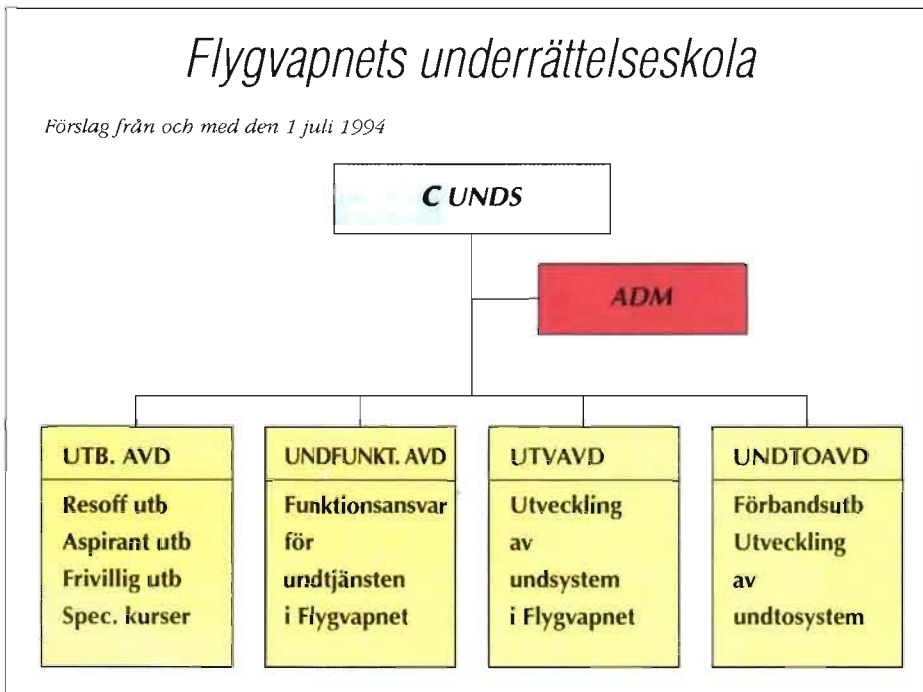 Flygvapnets underrättelseskola
Förslag från och med den 1 juli 1994
C UNDS
ADM
UTB. AVD
Resoff utb
Aspirant utb
Frivillig utb
Spec. kurser
UNDFUNKT. AVD
Funktionsansvar
för
undtjänsten
i Flygvapnet
UTVAVD
Utveckling
av
undsystem
i Flygvapnet
UNDTOAVD
Förbandsutb
Utveckling
av
undtosystem